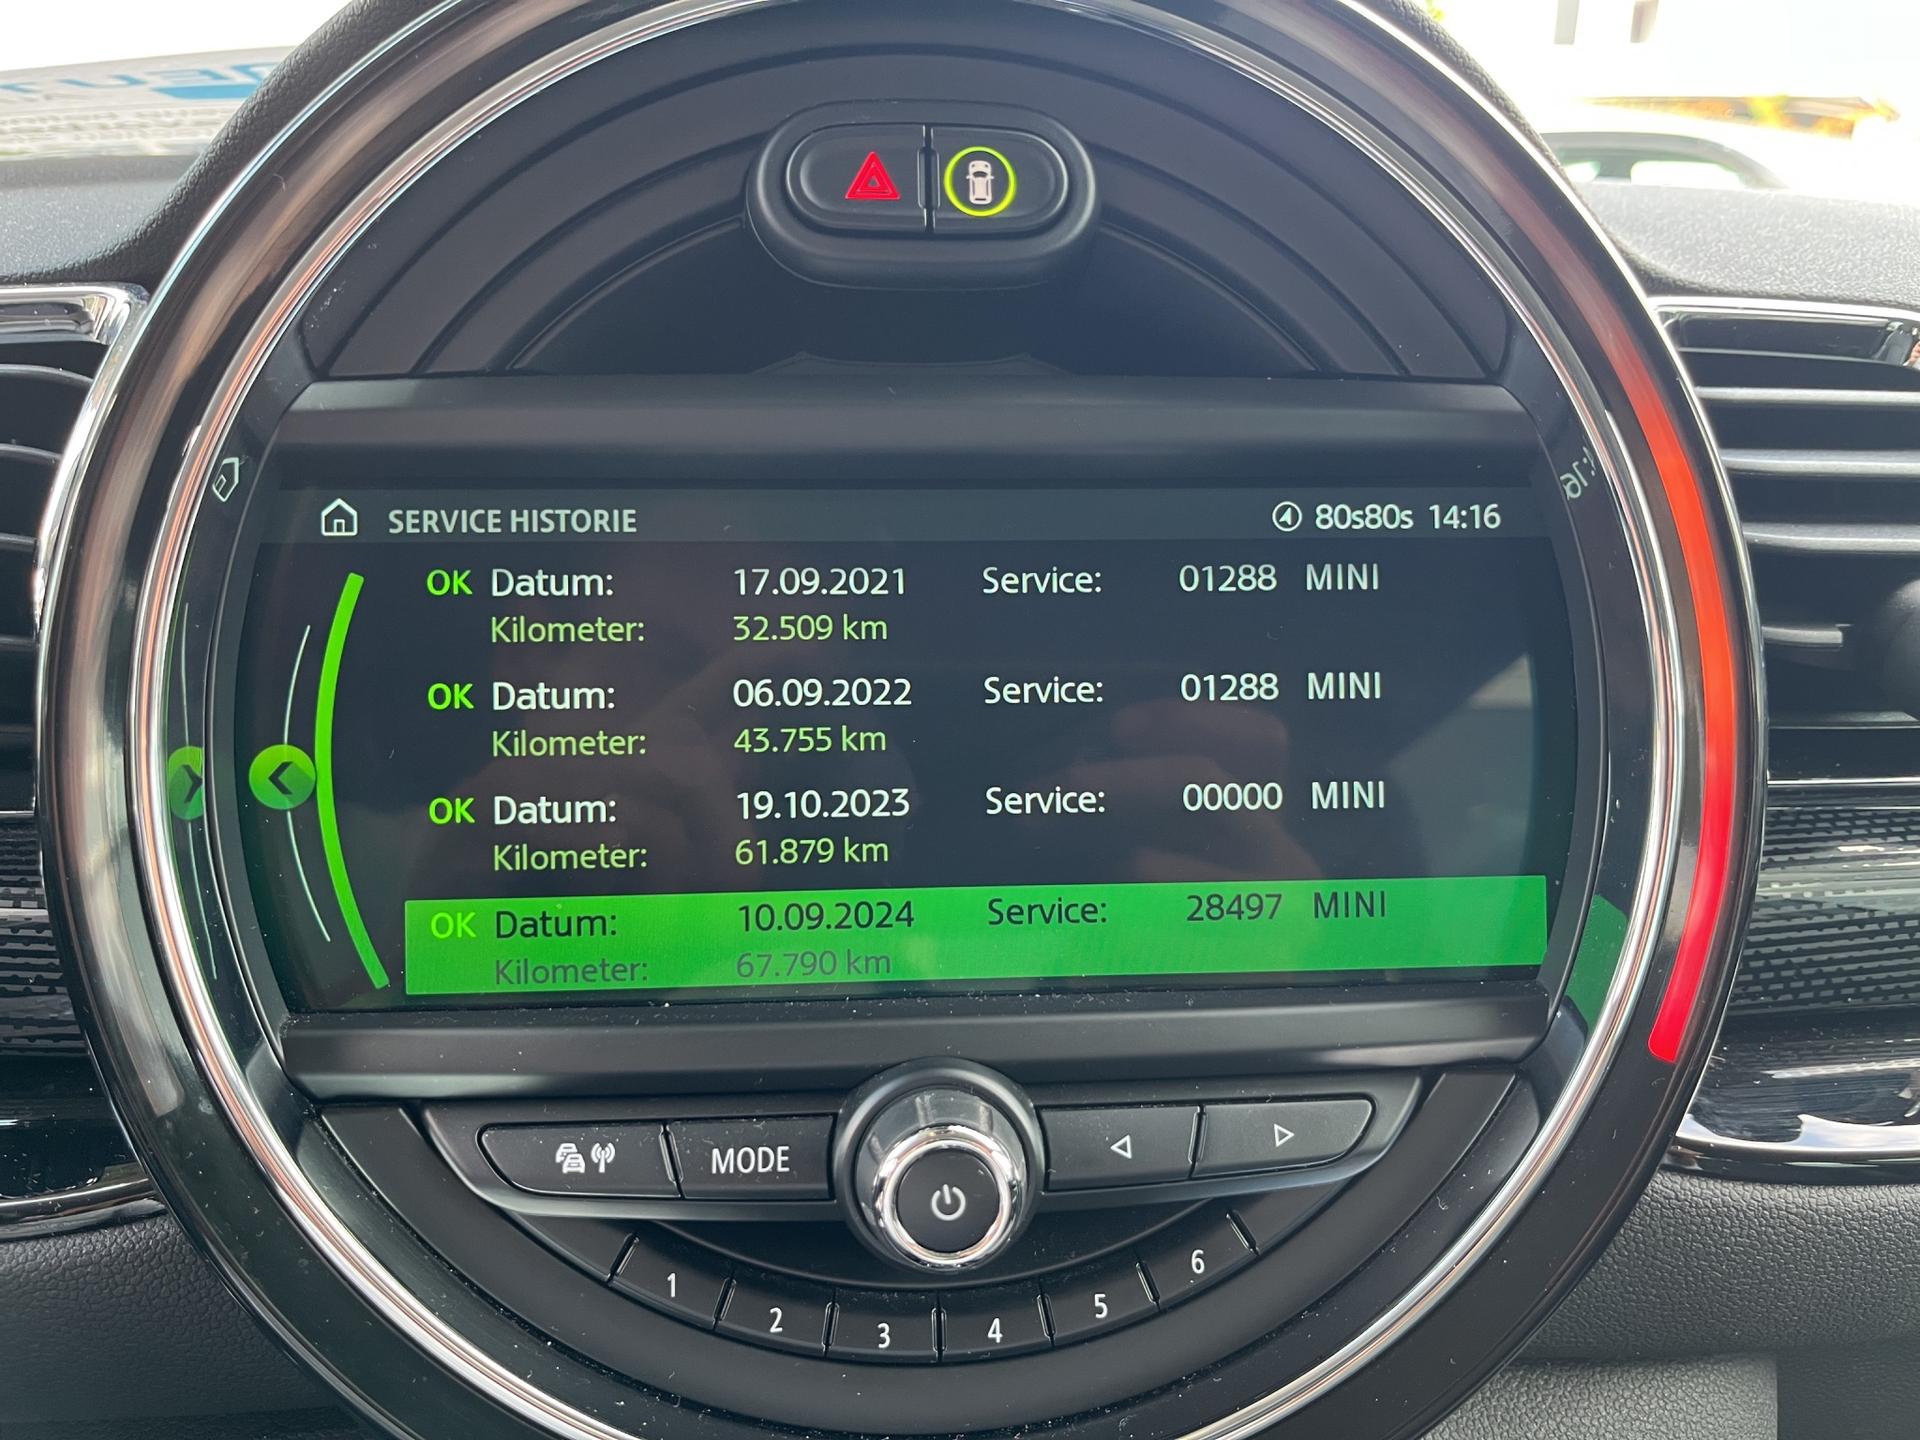 SERVICE HISTORIE 80s80s 14:16
OK Datum: 17.09.2021 Service: 01288 MINI
Kilometer: 32.509 km
OK Datum: 06.09.2022 Service: 01288 MINI
Kilometer: 43.755 km
OK Datum: 19.10.2023 Service: 00000 MINI
Kilometer: 61.879 km
OK Datum: 10.09.2024 Service: 28497 MINI
Kilometer: 67.790 km
MODE
1 2 3 4 5 6